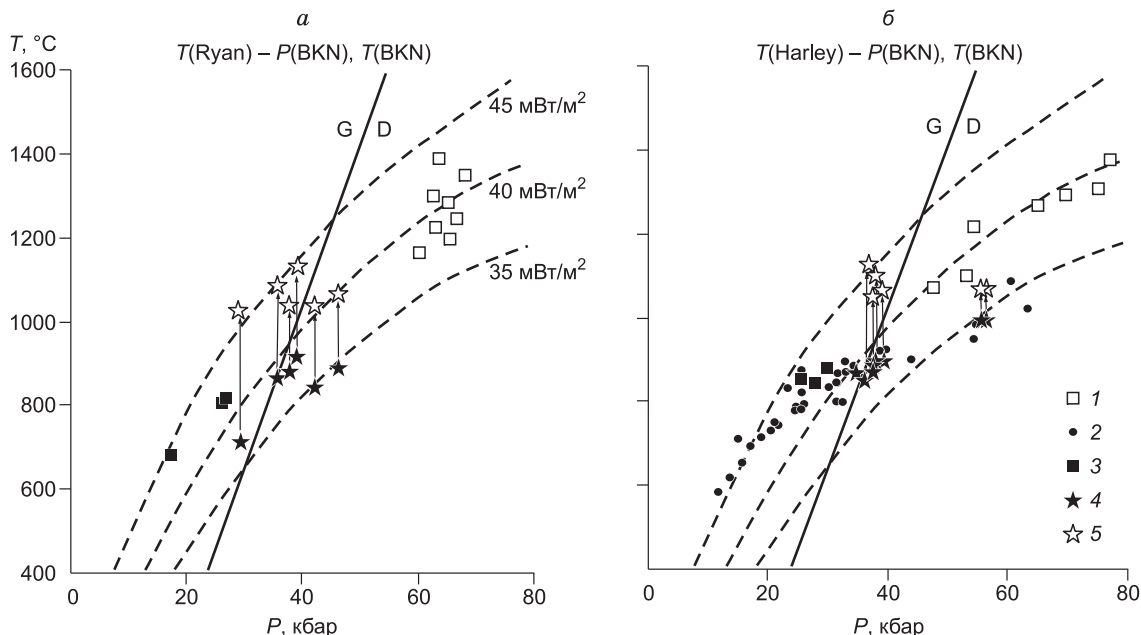 а
T(Ryan) – P(BKN), T(BKN)
T, °C
1600
1400
1200
1000
800
600
400
0
20
40
60
80
P, кбар
G D
45 мВт/м²
40 мВт/м²
35 мВт/м²
б
T(Harley) – P(BKN), T(BKN)
G D
0
20
40
60
80
P, кбар
1
2
3
4
5